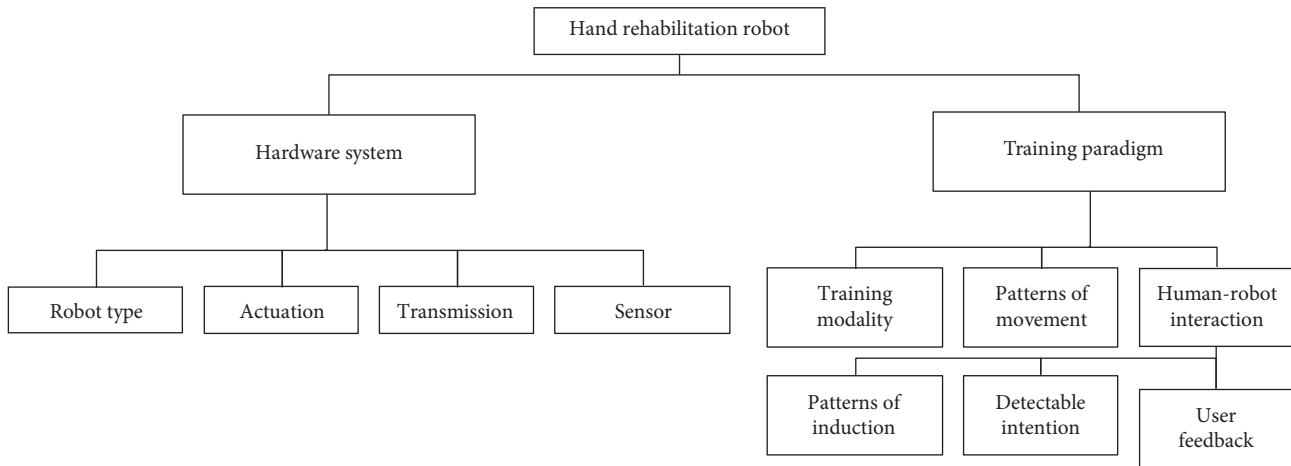 Hand rehabilitation robot
Hardware system
Training paradigm
Robot type
Actuation
Transmission
Sensor
Training
modality
Patterns of
movement
Human-robot
interaction
Patterns of
induction
Detectable
intention
User
feedback